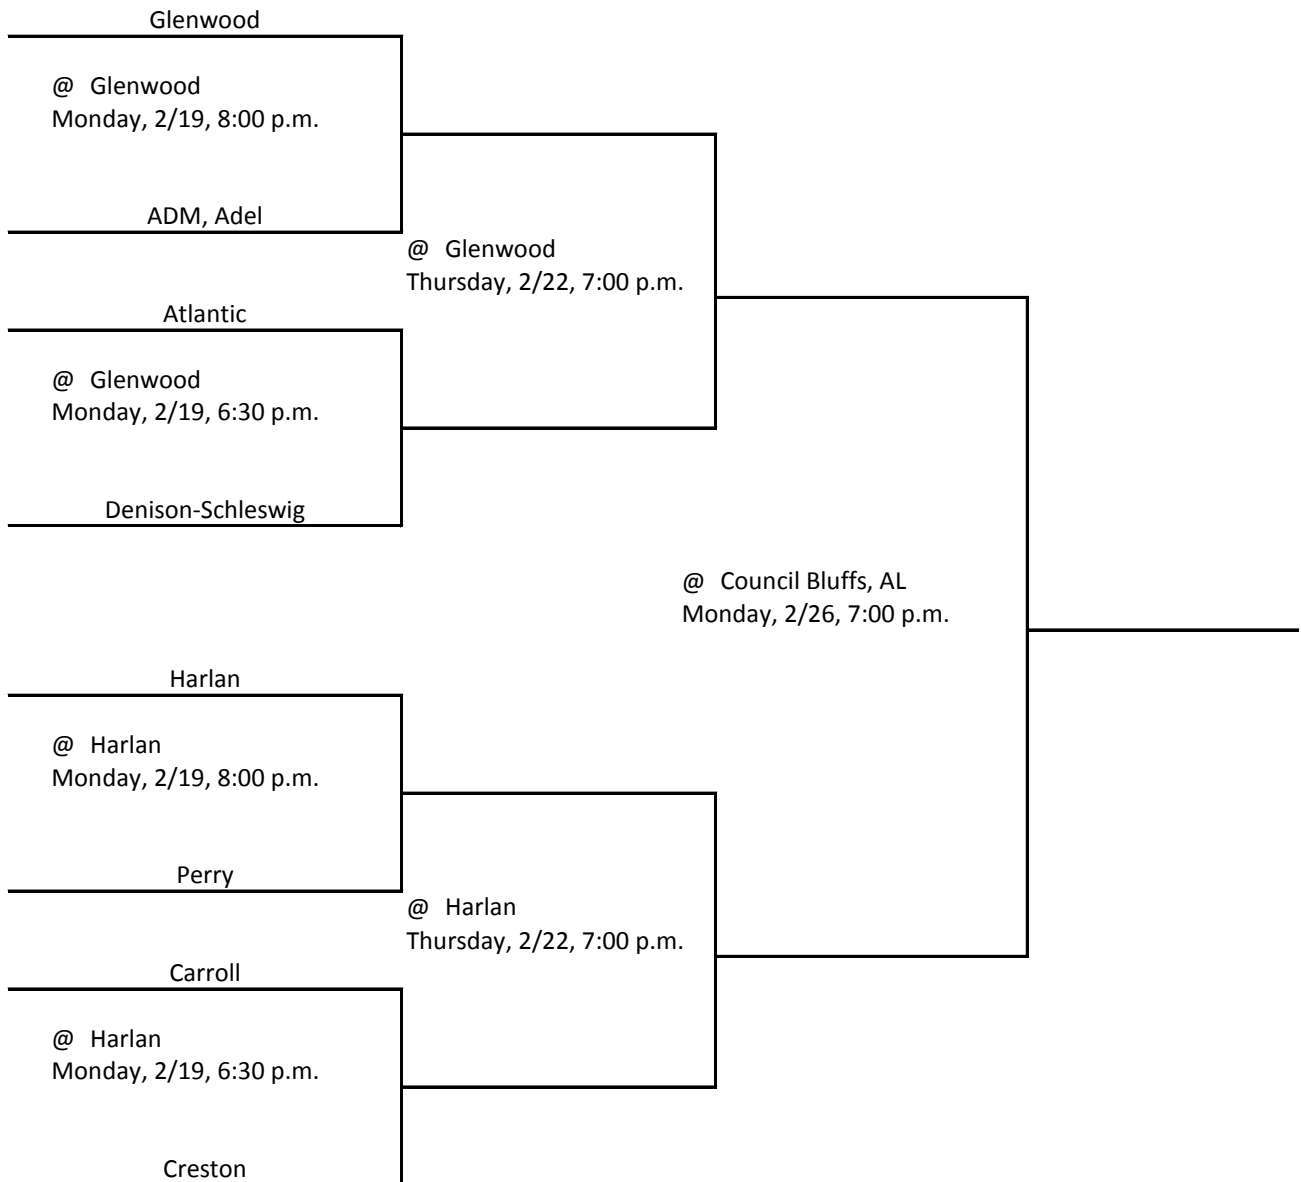 Glenwood
@ Glenwood
Monday, 2/19, 8:00 p.m.
ADM, Adel
@ Glenwood
Thursday, 2/22, 7:00 p.m.
Atlantic
@ Glenwood
Monday, 2/19, 6:30 p.m.
Denison-Schleswig
@ Council Bluffs, AL
Monday, 2/26, 7:00 p.m.
Harlan
@ Harlan
Monday, 2/19, 8:00 p.m.
Perry
@ Harlan
Thursday, 2/22, 7:00 p.m.
Carroll
@ Harlan
Monday, 2/19, 6:30 p.m.
Creston